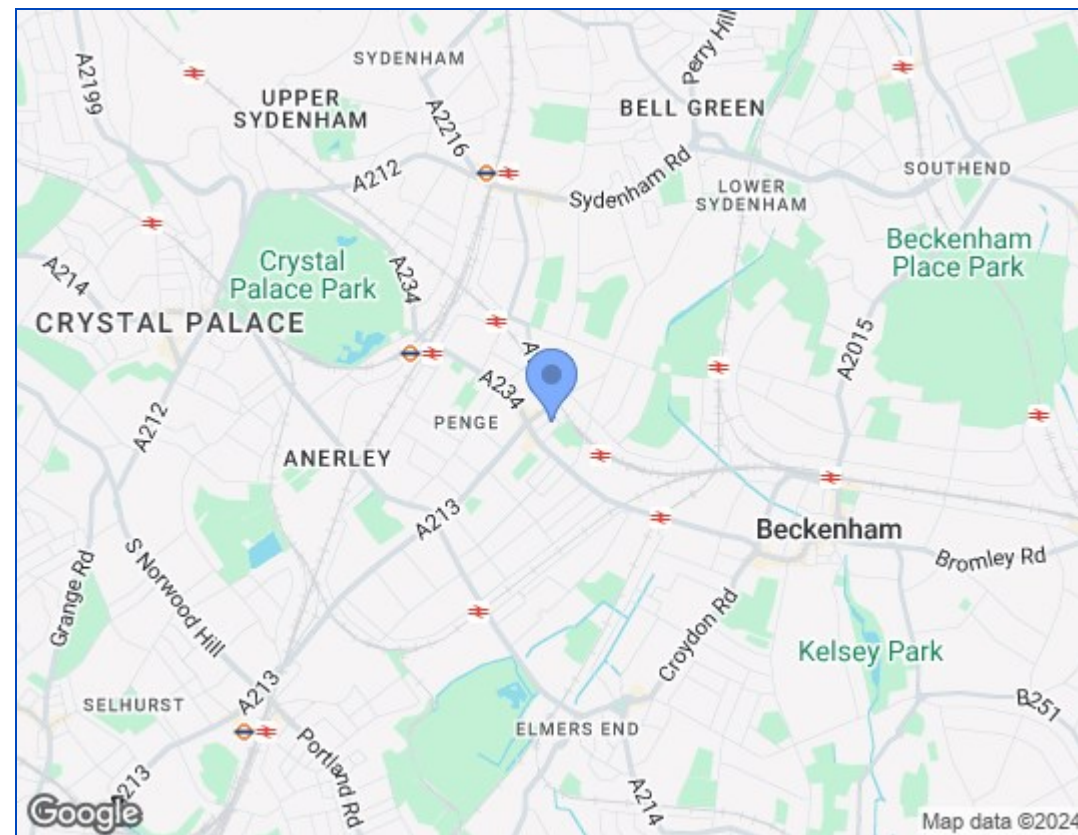 SYDENHAM
Perry Hill
A2199
UPPER
SYDENHAM
A2216
BELL GREEN
A212
Sydenham Rd
LOWER
SYDENHAM
SOUTHEND
Beckenham
Place Park
Crystal
Palace Park
A234
A214
CRYSTAL PALACE
A2015
A234
A212
PENGE
ANERLEY
A213
Beckenham
Bromley Rd
S Norwood Hill
Grange Rd
Croydon Rd
Kelsey Park
SELHURST
A213
B251
ELMERS END
Portland Rd
A213
A214
Google
Map data ©2024